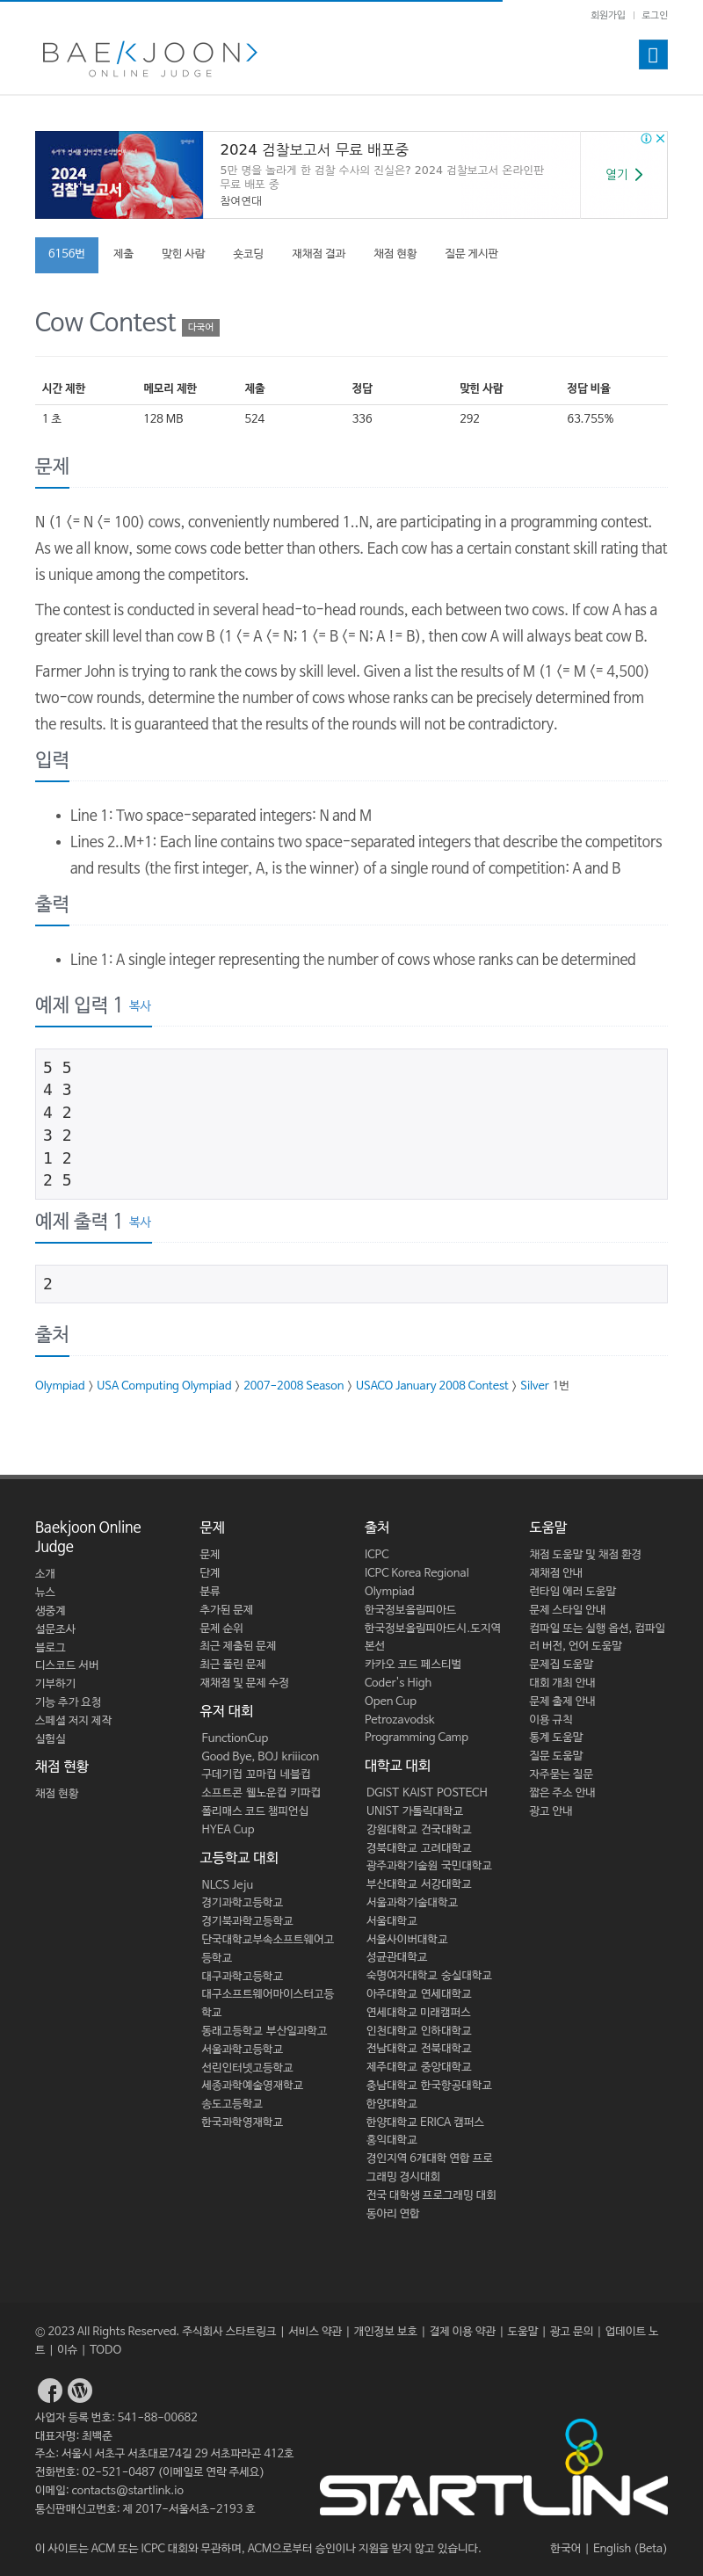 회원가입 | 로그인
BAEKJOON>
ONLINE JUDGE
수사가 정치를 압박하면 준정검찰정치...
2024
검찰+보고서
2024 검찰보고서 무료 배포중
5만 명을 놀라게 한 검찰 수사의 진실은? 2024 검찰보고서 온라인판
무료 배포 중
참여연대
열기
6156번 제출 맞힌 사람 숏코딩 재채점 결과 채점 현황 질문 게시판
Cow Contest 다국어
시간 제한 메모리 제한 제출 정답 맞힌 사람 정답 비율
1 초 128 MB 524 336 292 63.755%
문제
N (1 <= N <= 100) cows, conveniently numbered 1..N, are participating in a programming contest.
As we all know, some cows code better than others. Each cow has a certain constant skill rating that
is unique among the competitors.
The contest is conducted in several head-to-head rounds, each between two cows. If cow A has a
greater skill level than cow B (1 <= A <= N; 1 <= B <= N; A != B), then cow A will always beat cow B.
Farmer John is trying to rank the cows by skill level. Given a list the results of M (1 <= M <= 4,500)
two-cow rounds, determine the number of cows whose ranks can be precisely determined from
the results. It is guaranteed that the results of the rounds will not be contradictory.
입력
• Line 1: Two space-separated integers: N and M
• Lines 2..M+1: Each line contains two space-separated integers that describe the competitors
and results (the first integer, A, is the winner) of a single round of competition: A and B
출력
• Line 1: A single integer representing the number of cows whose ranks can be determined
예제 입력 1 복사
5 5
4 3
4 2
3 2
1 2
2 5
예제 출력 1 복사
2
출처
Olympiad > USA Computing Olympiad > 2007-2008 Season > USACO January 2008 Contest > Silver 1번
Baekjoon Online
Judge
소개
뉴스
생중계
설문조사
블로그
디스코드 서버
기부하기
기능 추가 요청
스페셜 저지 제작
실험실
채점 현황
채점 현황
문제
문제
단계
분류
추가된 문제
문제 순위
최근 제출된 문제
최근 풀린 문제
재채점 및 문제 수정
유저 대회
FunctionCup
Good Bye, BOJ kriiicon
구데기컵 꼬마컵 네블컵
소프트콘 웰노운컵 키파컵
폴리매스 코드 챔피언십
HYEA Cup
고등학교 대회
NLCS Jeju
경기과학고등학교
경기북과학고등학교
단국대학교부속소프트웨어고
등학교
대구과학고등학교
대구소프트웨어마이스터고등
학교
동래고등학교 부산일과학고
서울과학고등학교
선린인터넷고등학교
세종과학예술영재학교
송도고등학교
한국과학영재학교
출처
ICPC
ICPC Korea Regional
Olympiad
한국정보올림피아드
한국정보올림피아드시.도지역
본선
카카오 코드 페스티벌
Coder's High
Open Cup
Petrozavodsk
Programming Camp
대학교 대회
DGIST KAIST POSTECH
UNIST 가톨릭대학교
강원대학교 건국대학교
경북대학교 고려대학교
광주과학기술원 국민대학교
부산대학교 서강대학교
서울과학기술대학교
서울대학교
서울사이버대학교
성균관대학교
숙명여자대학교 숭실대학교
아주대학교 연세대학교
연세대학교 미래캠퍼스
인천대학교 인하대학교
전남대학교 전북대학교
제주대학교 중앙대학교
충남대학교 한국항공대학교
한양대학교
한양대학교 ERICA 캠퍼스
홍익대학교
경인지역 6개대학 연합 프로
그래밍 경시대회
전국 대학생 프로그래밍 대회
동아리 연합
도움말
채점 도움말 및 채점 환경
재채점 안내
런타임 에러 도움말
문제 스타일 안내
컴파일 또는 실행 옵션, 컴파일
러 버전, 언어 도움말
문제집 도움말
대회 개최 안내
문제 출제 안내
이용 규칙
통계 도움말
질문 도움말
자주묻는 질문
짧은 주소 안내
광고 안내
© 2023 All Rights Reserved. 주식회사 스타트링크 | 서비스 약관 | 개인정보 보호 | 결제 이용 약관 | 도움말 | 광고 문의 | 업데이트 노
트 | 이슈 | TODO
사업자 등록 번호: 541-88-00682
대표자명: 최백준
주소: 서울시 서초구 서초대로74길 29 서초파라곤 412호
전화번호: 02-521-0487 (이메일로 연락 주세요)
이메일: contacts@startlink.io
통신판매신고번호: 제 2017-서울서초-2193 호
STARTLINK
이 사이트는 ACM 또는 ICPC 대회와 무관하며, ACM으로부터 승인이나 지원을 받지 않고 있습니다.
한국어 | English (Beta)